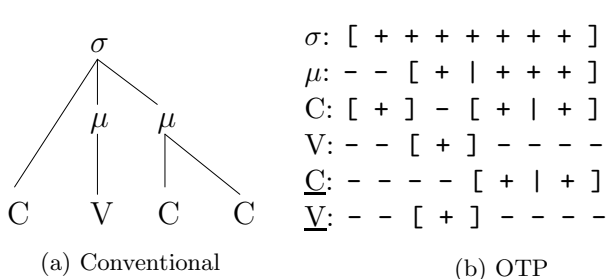 σ
μ μ
C V C C
(a) Conventional
σ: [ + + + + + + + ]
μ: - - [ + | + + + ]
C: [ + ] - [ + | + ]
V: - - [ + ] - - - -
C: - - - - [ + | + ]
V: - - [ + ] - - - -
(b) OTP